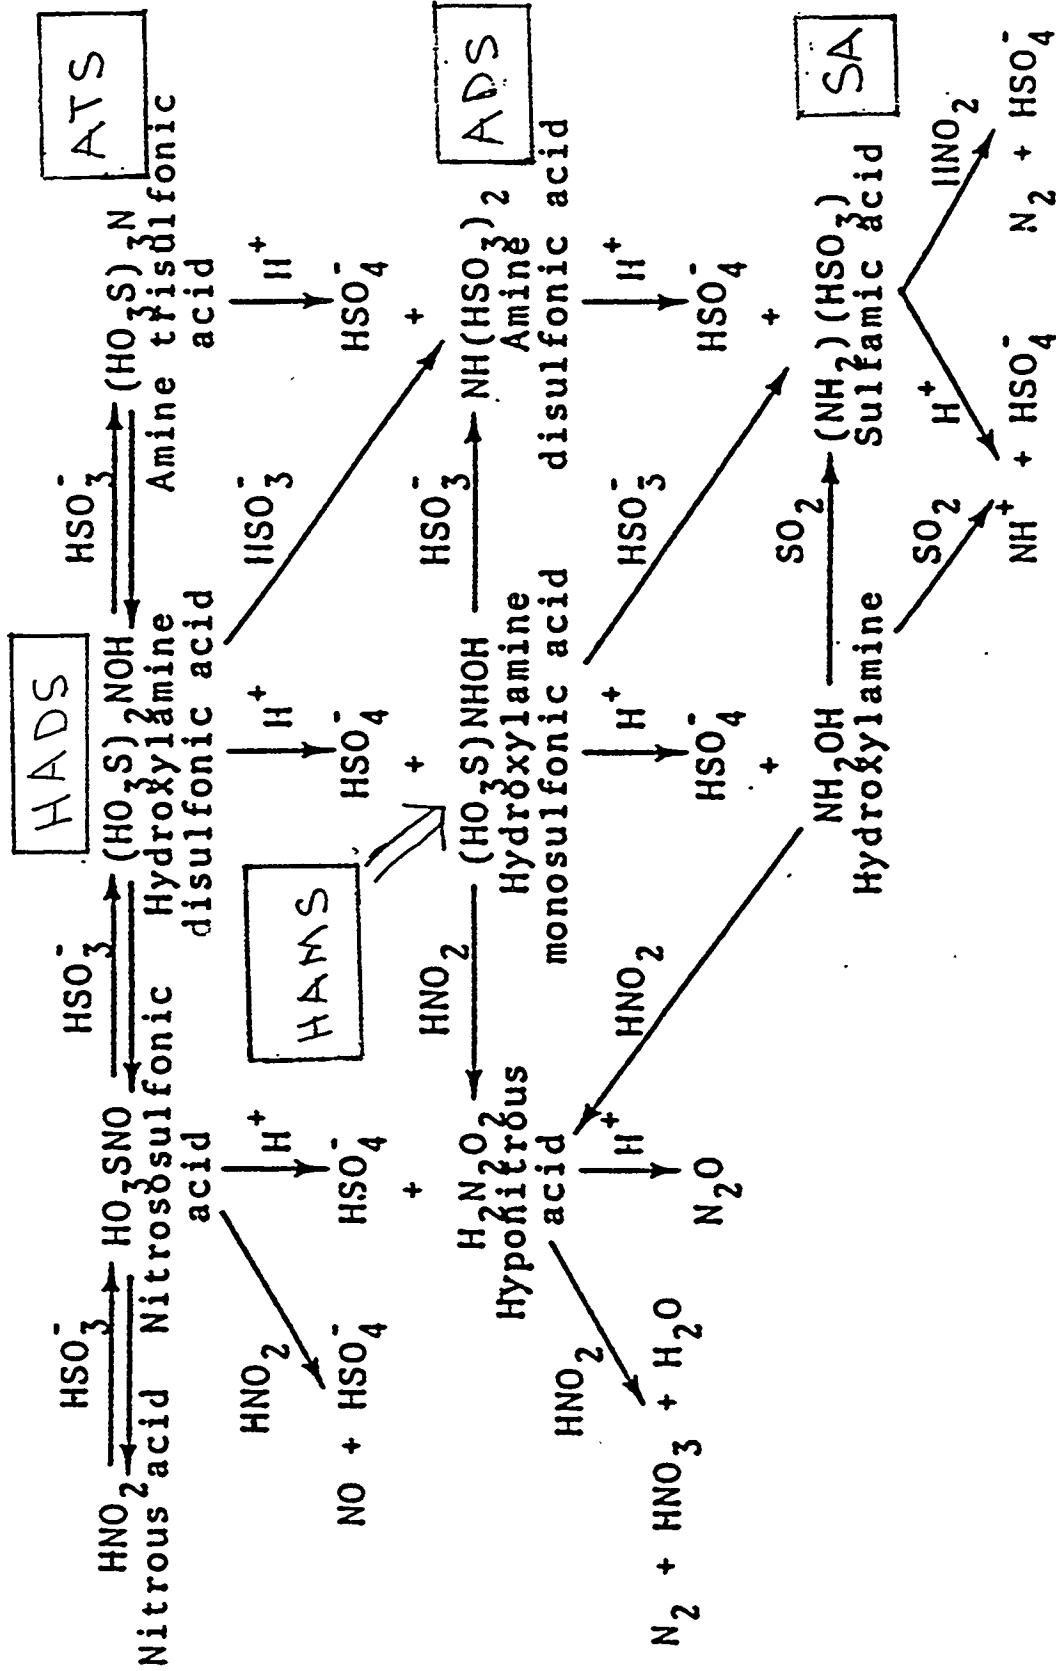 HADS
ATS
HSO₃⁻ HSO₃⁻ HSO₃⁻
HNO₂ HO₃SNO (HO₃S)₂NOH (HO₃S)₃N
Nitrous acid Nitrososulfonic Hydroxylamine Amine trisulfonic
acid disulfonic acid acid
HNO₂ H⁺ H⁺ HSO₃⁻ H⁺
HAMS
NO + HSO₄⁻ HSO₄⁻ HSO₄⁻ HSO₄⁻
+ + +
ADS
HNO₂ HSO₃⁻
H₂N₂O₂ (HO₃S)NHOH NH(HSO₃)₂
Hyponitrous Hydroxylamine Amine
acid monosulfonic acid disulfonic acid
HNO₂ H⁺ HNO₂ H⁺ HSO₃⁻ H⁺
N₂ + HNO₃ + H₂O N₂O HSO₄⁻ HSO₄⁻
+ +
SO₂
SA
NH₂OH (NH₂)(HSO₃)
Hydroxylamine Sulfamic acid
SO₂ H⁺ HNO₂
NH⁺ + HSO₄⁻ N₂ + HSO₄⁻